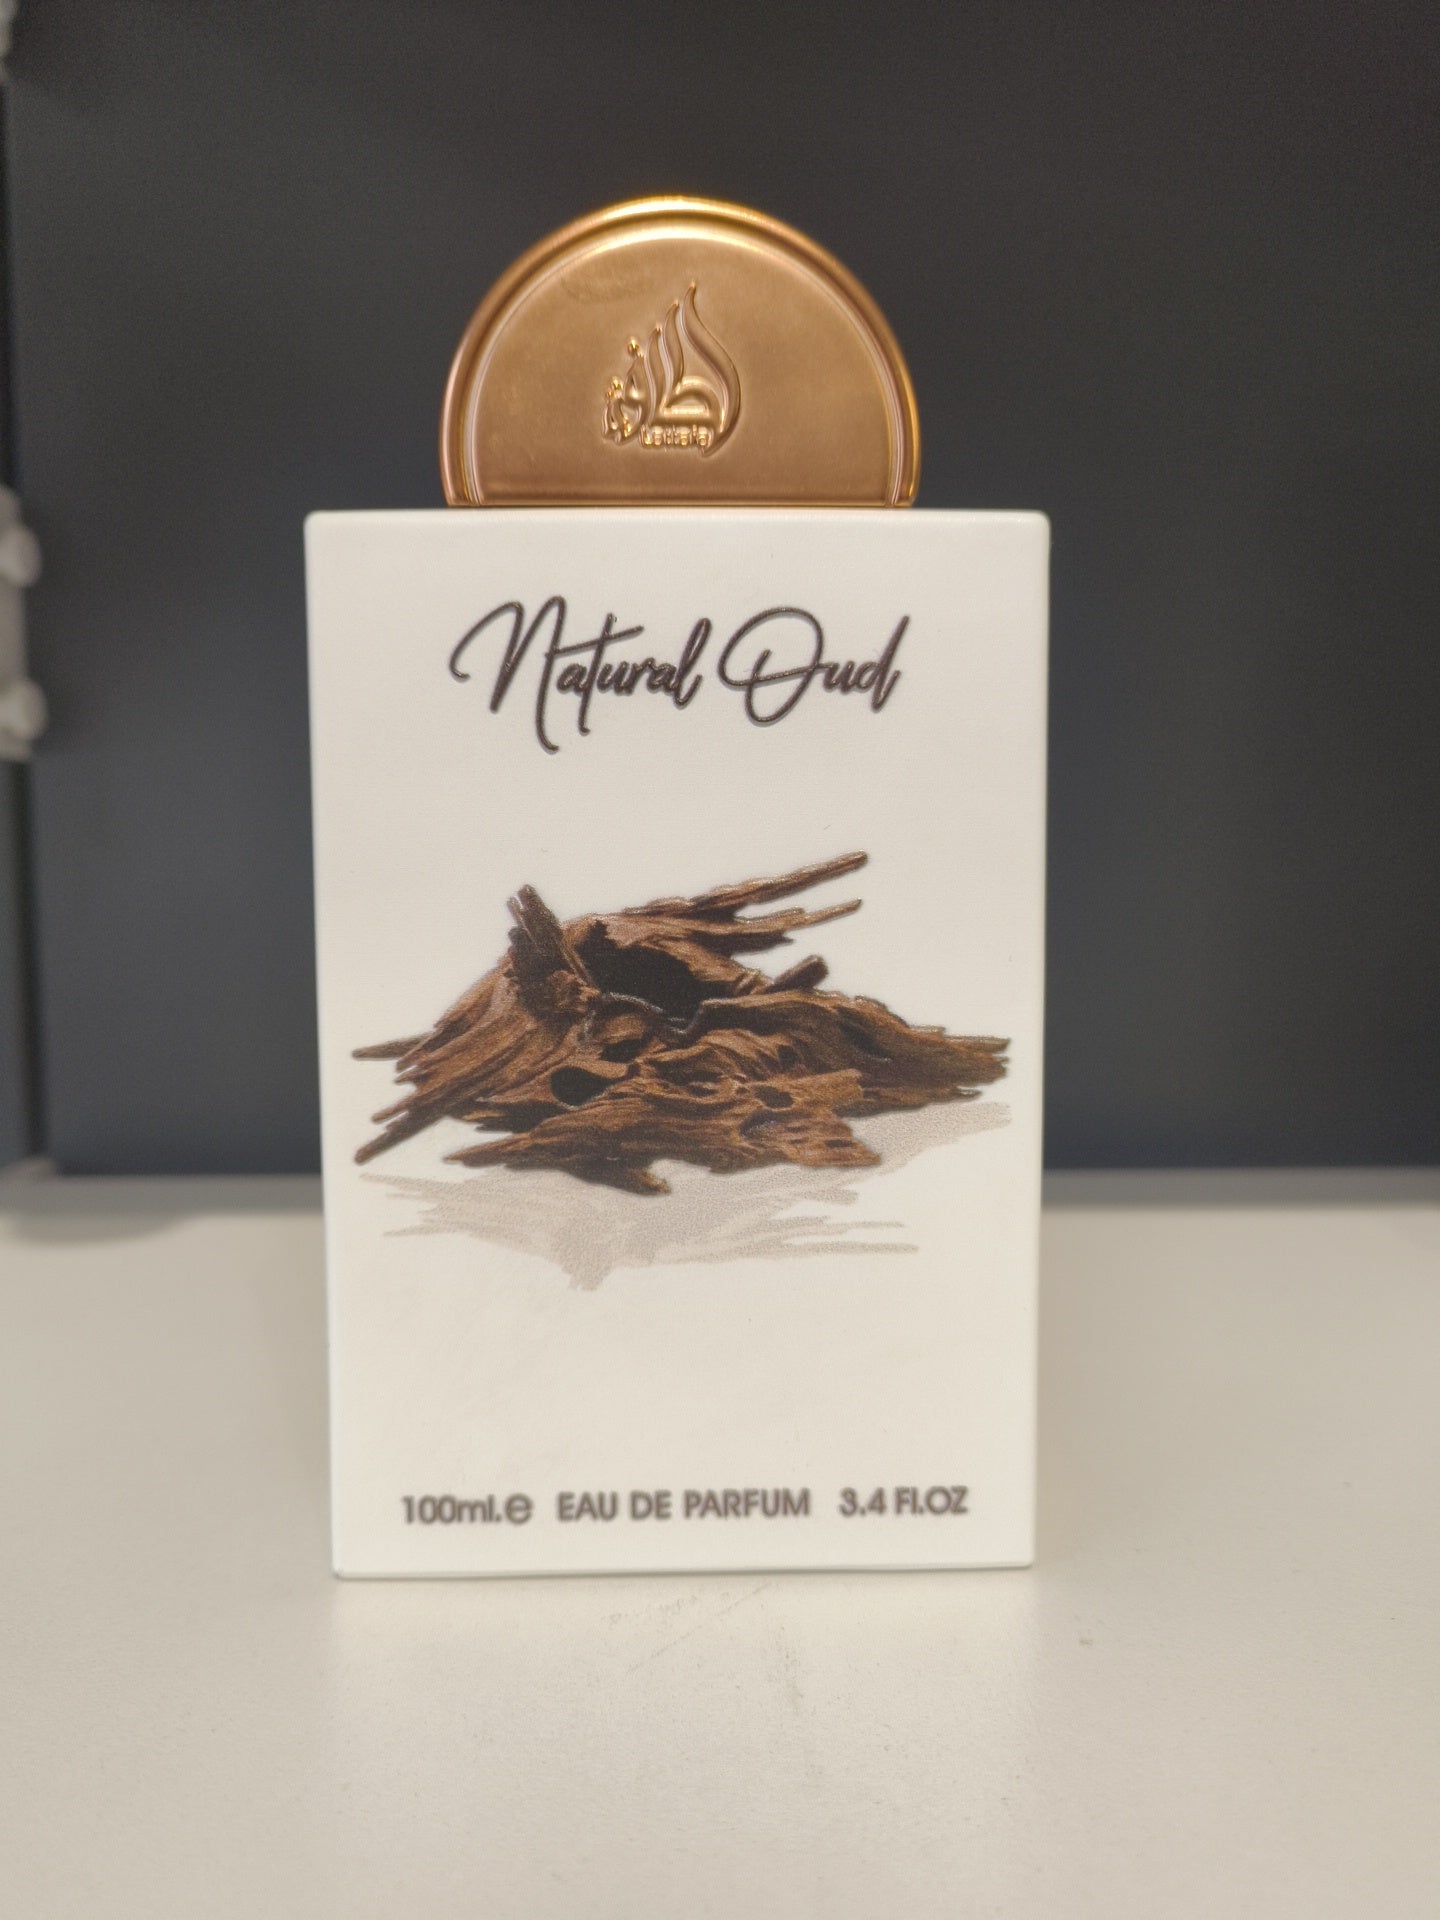 لطافة
Lattafa
Natural Oud
100ml.e EAU DE PARFUM 3.4 Fl.OZ